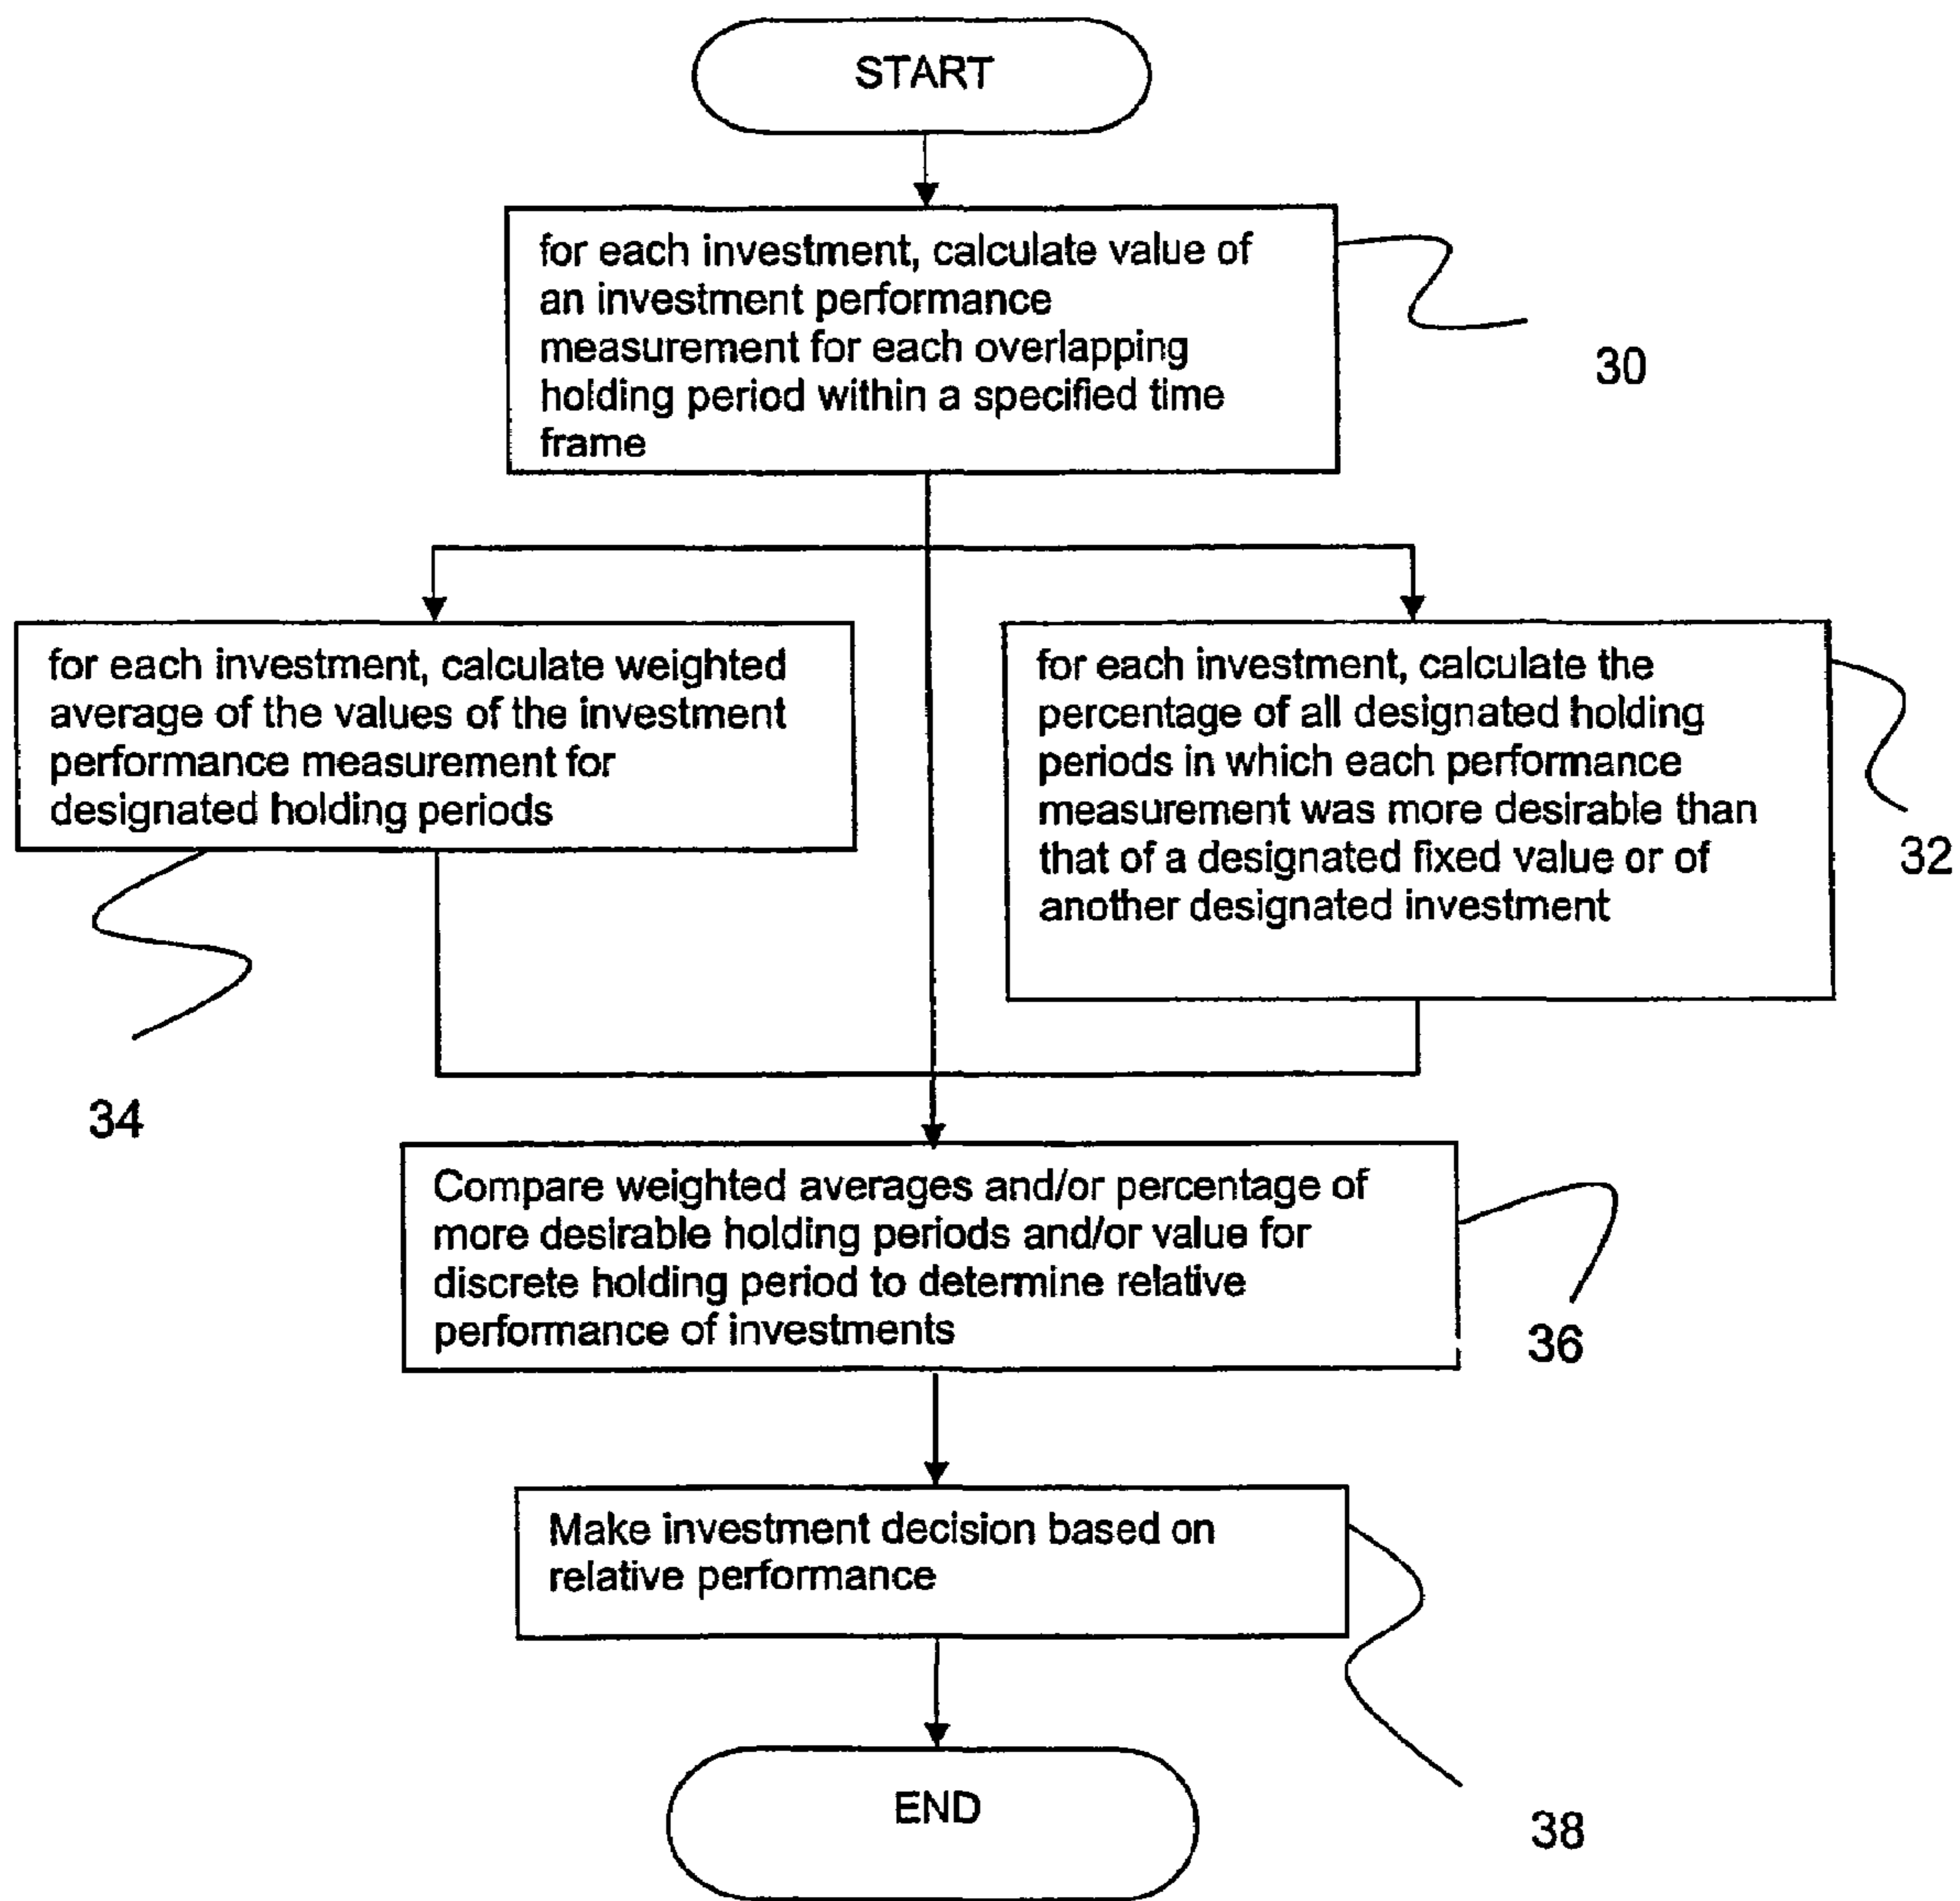 START
for each investment, calculate value of
an investment performance
measurement for each overlapping
holding period within a specified time
frame
30
for each investment, calculate weighted
average of the values of the investment
performance measurement for
designated holding periods
34
for each investment, calculate the
percentage of all designated holding
periods in which each performance
measurement was more desirable than
that of a designated fixed value or of
another designated investment
32
Compare weighted averages and/or percentage of
more desirable holding periods and/or value for
discrete holding period to determine relative
performance of investments
36
Make investment decision based on
relative performance
38
END